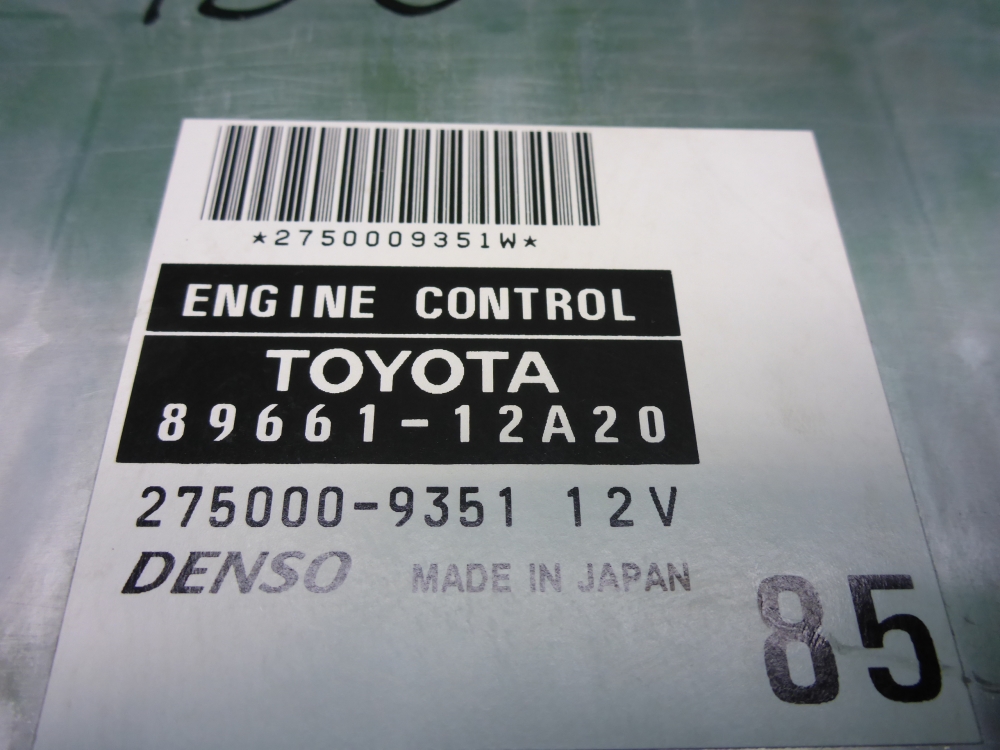 *2750009351W*
ENGINE CONTROL
TOYOTA
89661-12A20
275000-9351 12V
DENSO MADE IN JAPAN
85